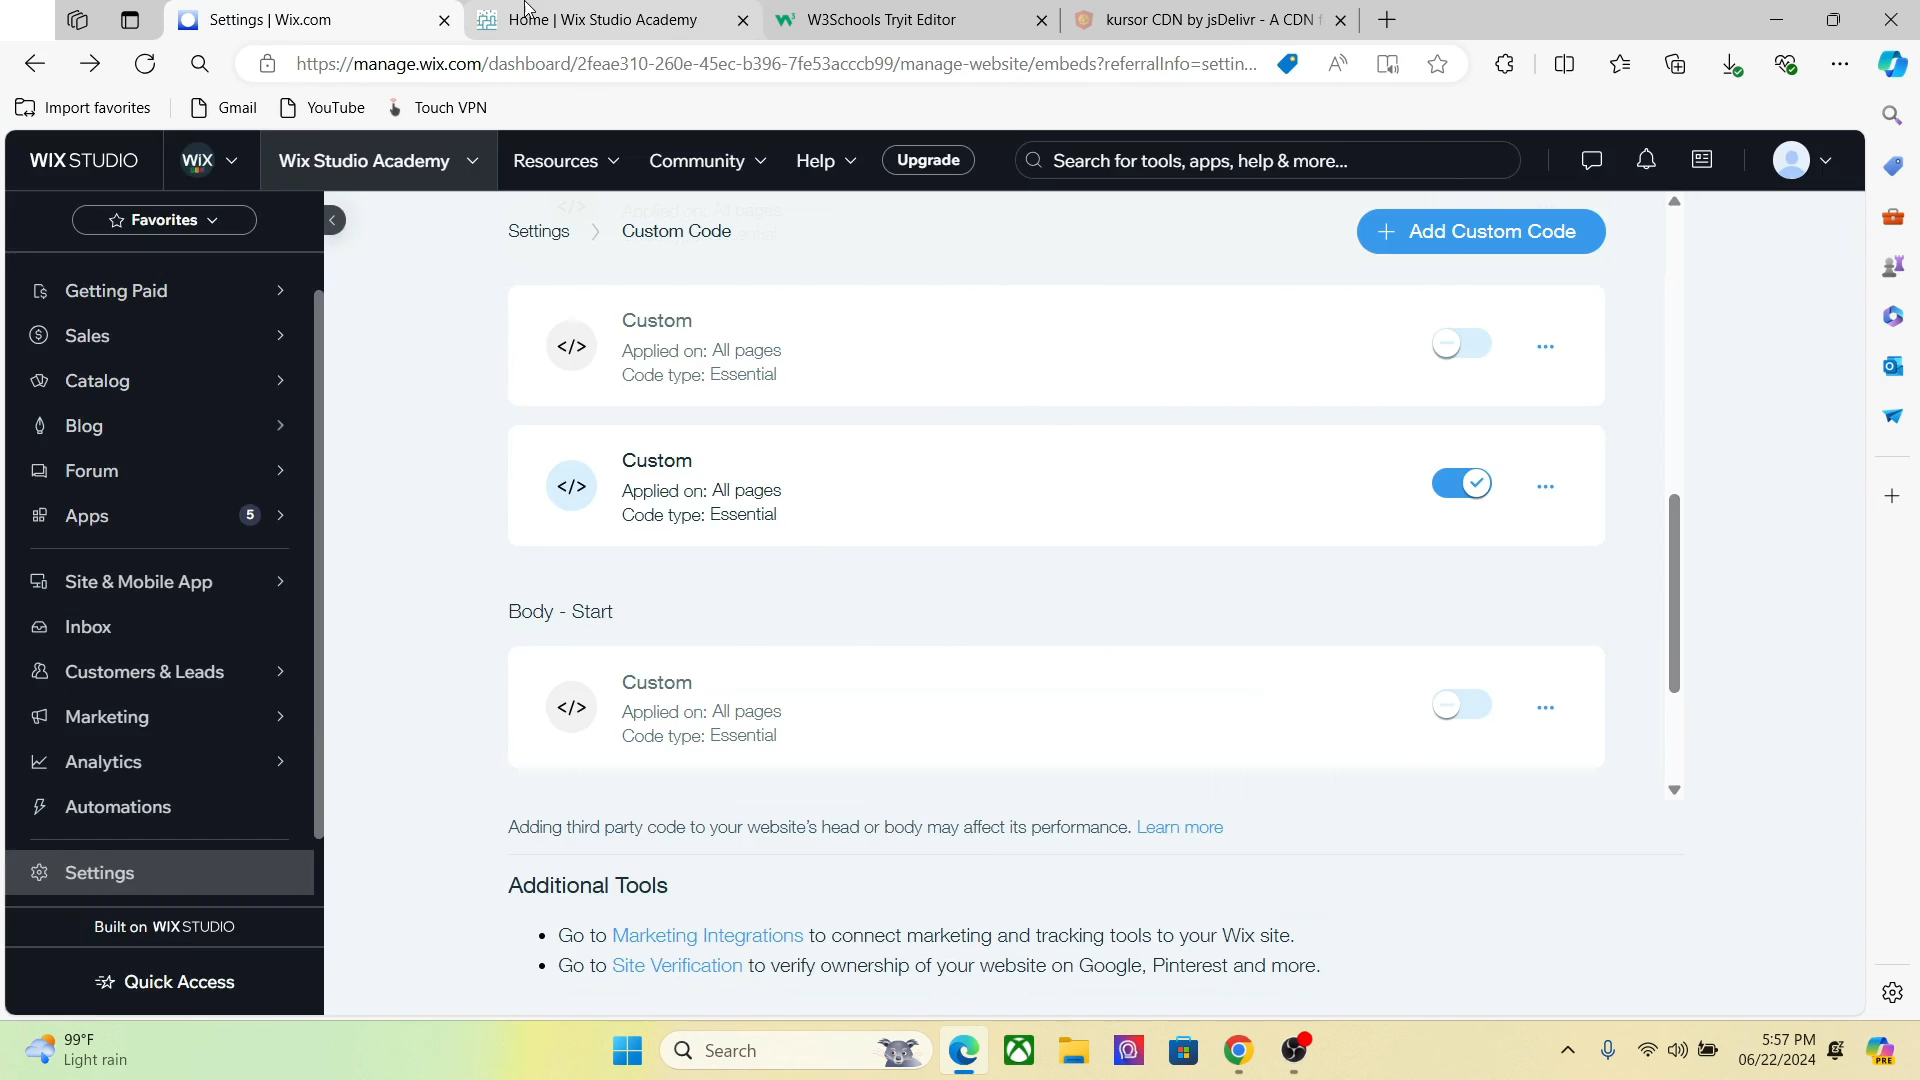 Settings | Wix.com
Home | Wix Studio Academy
W3Schools Tryit Editor
kursor CDN by jsDelivr - A CDN f
https://manage.wix.com/dashboard/2feae310-260e-45ec-b396-7fe53acccb99/manage-website/embeds?referralInfo=settin...
Import favorites
Gmail
YouTube
Touch VPN
WIX STUDIO
WiX
Wix Studio Academy
Resources
Community
Help
Upgrade
Search for tools, apps, help & more...
Favorites
Applied on: All pages
Settings
Custom Code
Add Custom Code
Getting Paid
Sales
Catalog
Blog
Forum
Apps
5
Site & Mobile App
Inbox
Customers & Leads
Marketing
Analytics
Automations
Settings
Built on WIX STUDIO
Quick Access
</>
Custom
Applied on: All pages
Code type: Essential
</>
Custom
Applied on: All pages
Code type: Essential
Body - Start
</>
Custom
Applied on: All pages
Code type: Essential
Adding third party code to your website's head or body may affect its performance. Learn more
Additional Tools
• Go to Marketing Integrations to connect marketing and tracking tools to your Wix site.
• Go to Site Verification to verify ownership of your website on Google, Pinterest and more.
99°F
Light rain
Search
5:57 PM
06/22/2024
PRE